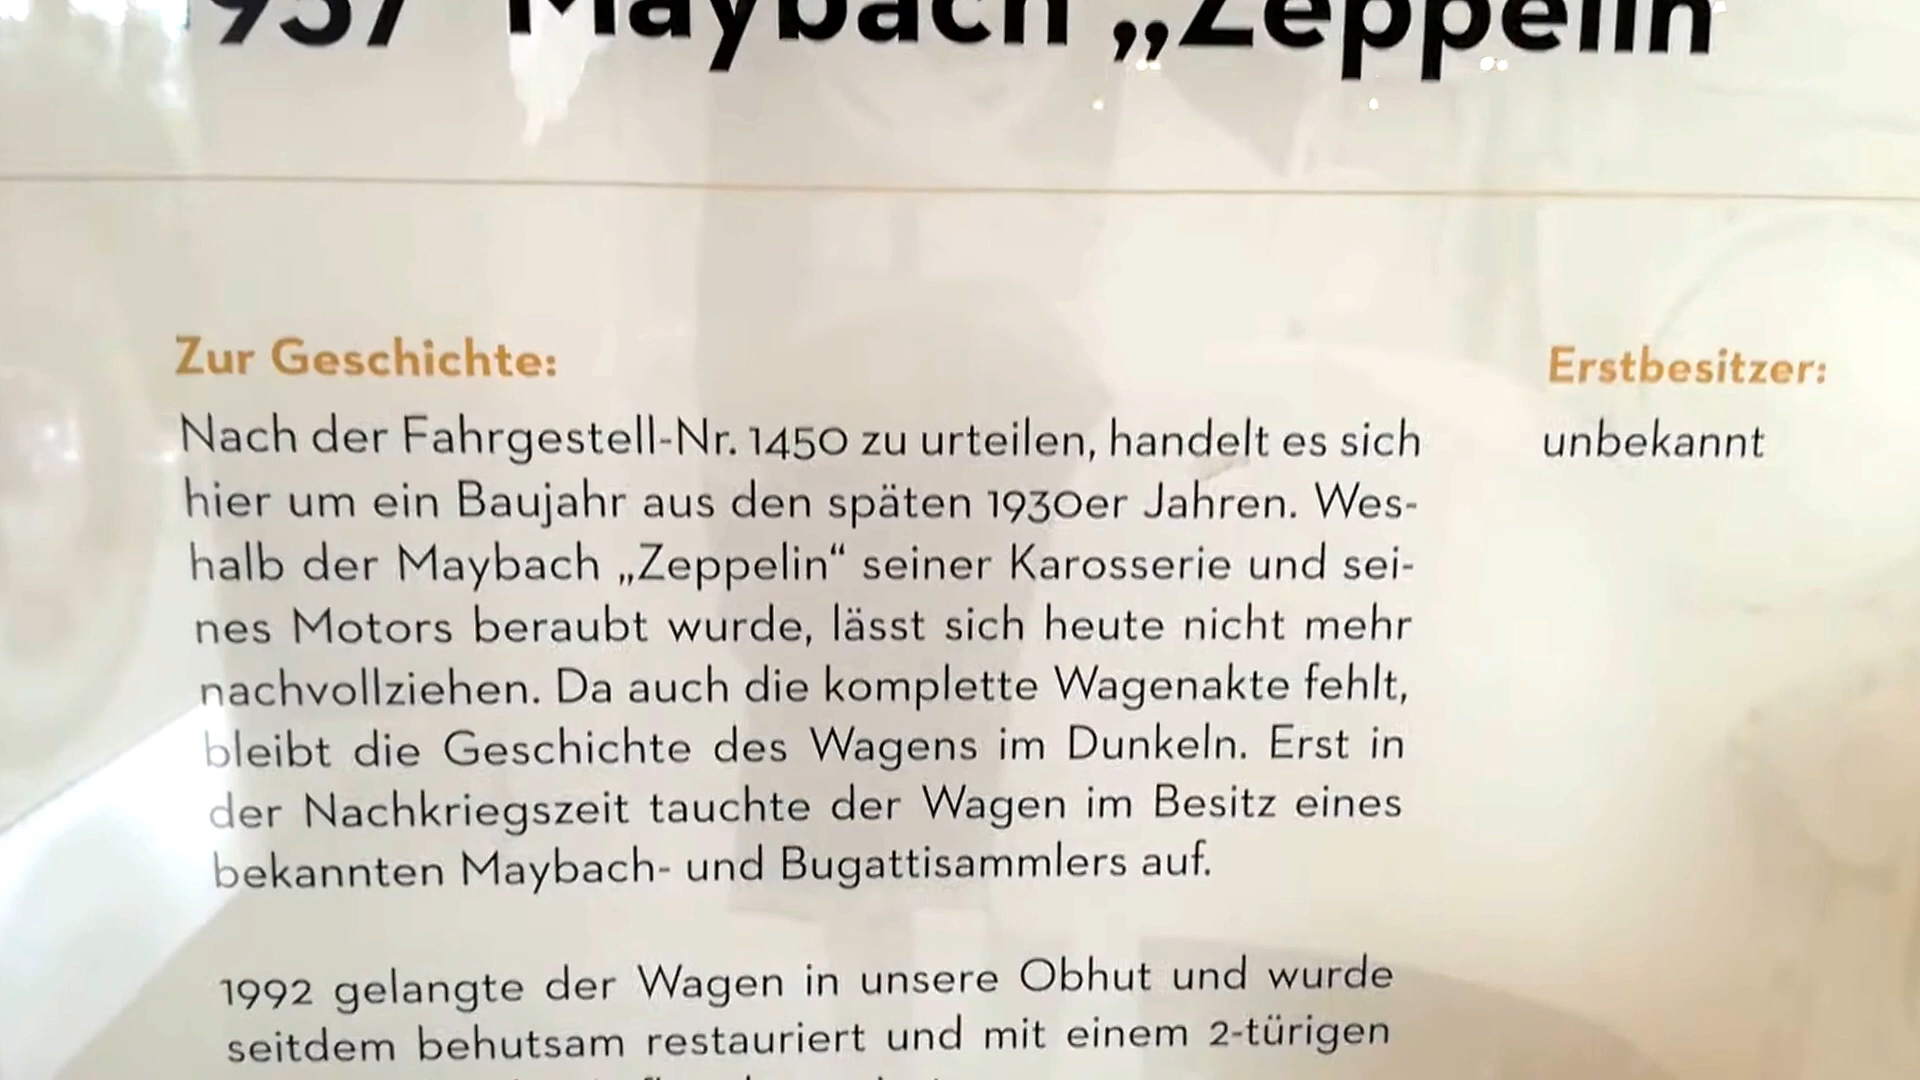 937 Maybach „Zeppelin
Zur Geschichte:
Nach der Fahrgestell-Nr. 1450 zu urteilen, handelt es sich
hier um ein Baujahr aus den späten 1930er Jahren. Wes-
halb der Maybach „Zeppelin“ seiner Karosserie und sei-
nes Motors beraubt wurde, lässt sich heute nicht mehr
nachvollziehen. Da auch die komplette Wagenakte fehlt,
bleibt die Geschichte des Wagens im Dunkeln. Erst in
der Nachkriegszeit tauchte der Wagen im Besitz eines
bekannten Maybach- und Bugattisammlers auf.
1992 gelangte der Wagen in unsere Obhut und wurde
seitdem behutsam restauriert und mit einem 2-türigen
Erstbesitzer:
unbekannt